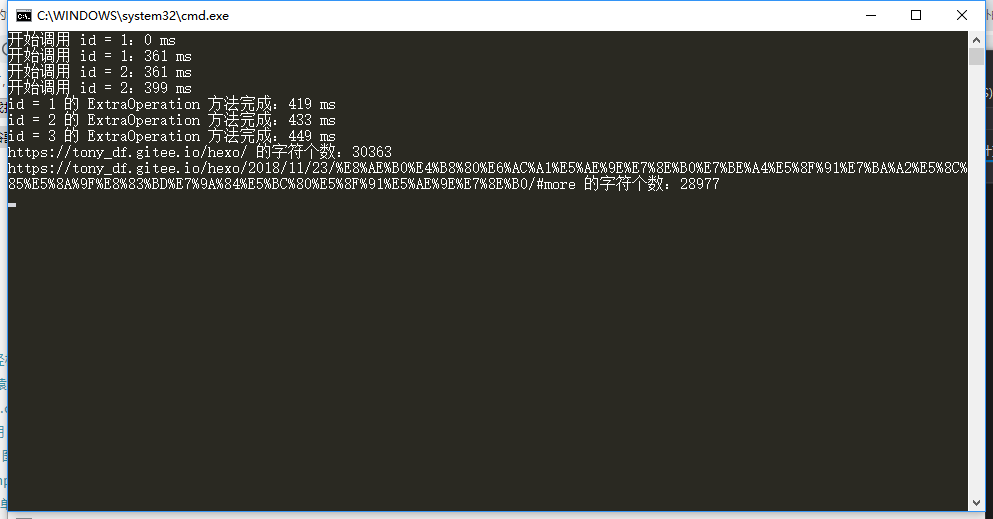 C:\WINDOWS\system32\cmd.exe
开始调用 id = 1：0 ms
开始调用 id = 1：361 ms
开始调用 id = 2：361 ms
开始调用 id = 2：399 ms
id = 1 的 ExtraOperation 方法完成：419 ms
id = 2 的 ExtraOperation 方法完成：433 ms
id = 3 的 ExtraOperation 方法完成：449 ms
https://tony_df.gitee.io/hexo/ 的字符个数：30363
https://tony_df.gitee.io/hexo/2018/11/23/%E8%AE%B0%E4%B8%80%E6%AC%A1%E5%AE%9E%E7%8E%B0%E7%BE%A4%E5%8F%91%E7%BA%A2%E5%8C%
85%E5%8A%9F%E8%83%BD%E7%9A%84%E5%BC%80%E5%8F%91%E5%AE%9E%E7%8E%B0/#more 的字符个数：28977